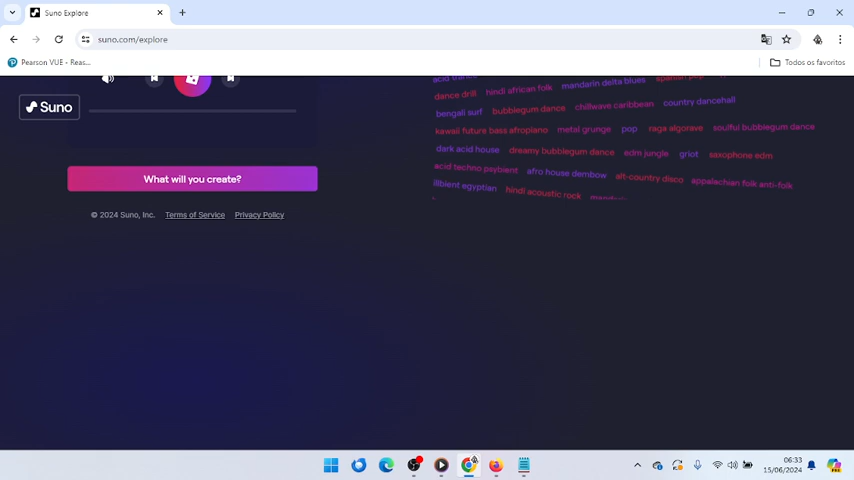 Suno Explore
suno.com/explore
Pearson VUE - Reas...
Todos os favoritos
Suno
What will you create?
© 2024 Suno, Inc. Terms of Service Privacy Policy
dance drill hindi african folk mandarin delta blues
bengali surf bubblegum dance chillwave caribbean country dancehall
kawaii future bass afropiano metal grunge pop raga algorave soulful bubblegum dance
dark acid house dreamy bubblegum dance edm jungle griot saxophone edm
acid techno psybient afro house dembow alt-country disco appalachian folk anti-folk
illbient egyptian hindi acoustic rock
06:33
15/06/2024